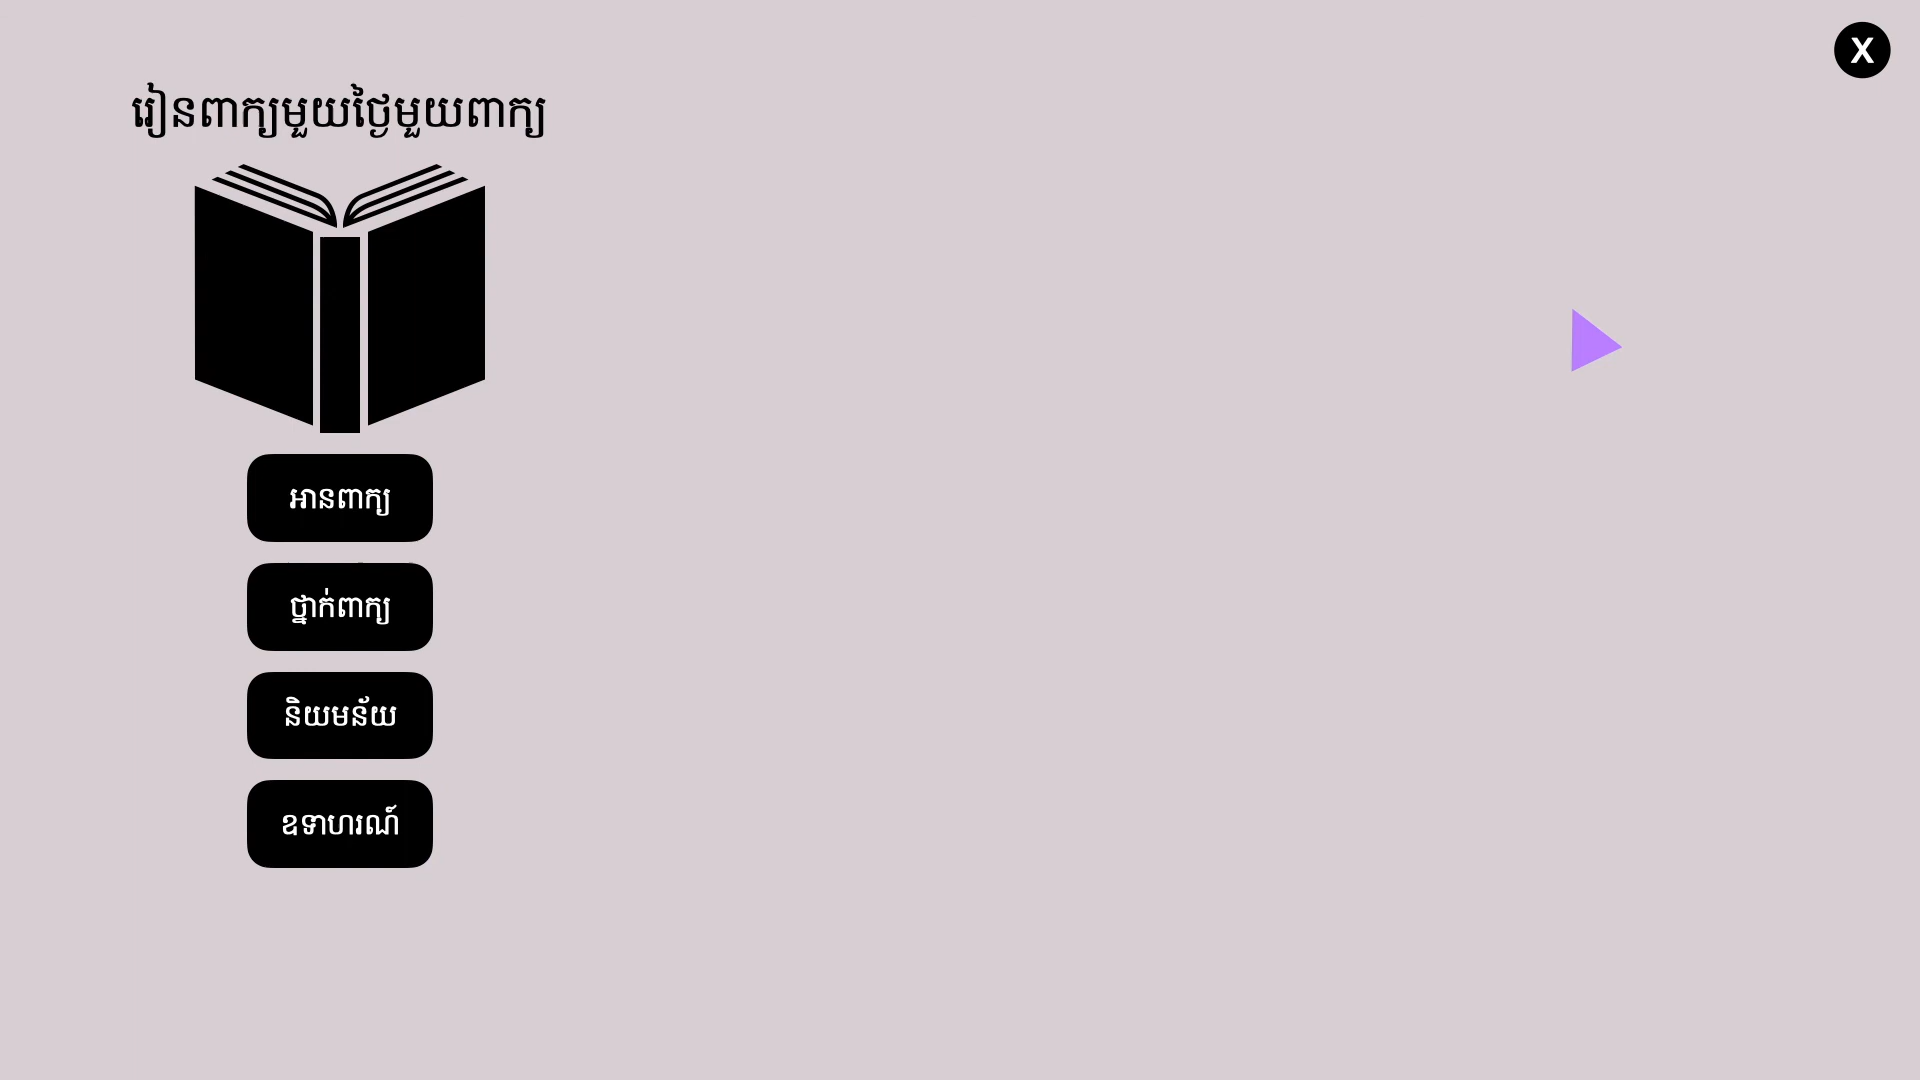 X
រៀនពាក្យមួយថ្ងៃមួយពាក្យ
អានពាក្យ
ថ្នាក់ពាក្យ
និយមន័យ
ឧទាហរណ៍